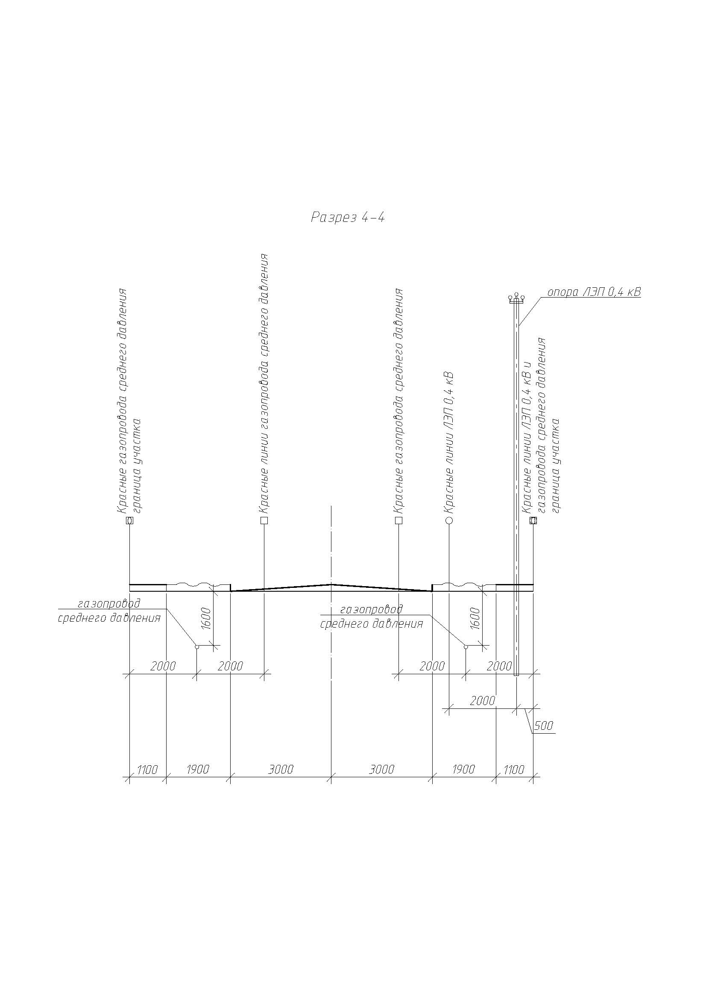 Разрез 4-4
Красные газопровода среднего давления
граница участка
Красные линии газопровода среднего давления
Красные газопровода среднего давления
Красные линии ЛЭП 0,4 кВ
опора ЛЭП 0,4 кВ
Красные линии ЛЭП 0,4 кВ и
газопровода среднего давления
граница участка
газопровод
среднего давления
1600
газопровод
среднего давления
1600
2000
2000
2000
2000
2000
500
1100
1900
3000
3000
1900
1100